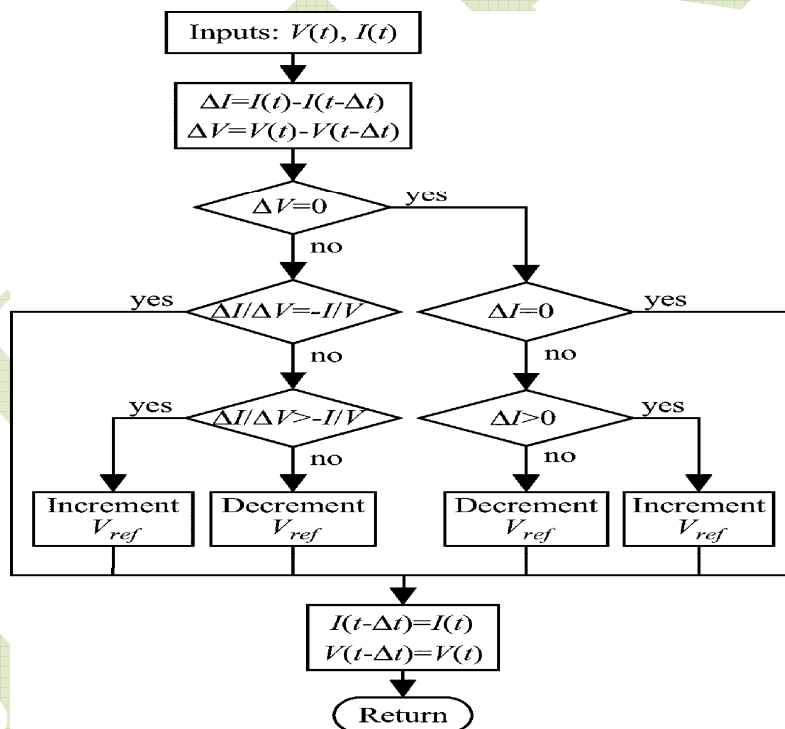 Inputs: V(t), I(t)
ΔI=I(t)-I(t-Δt)
ΔV=V(t)-V(t-Δt)
ΔV=0
yes
no
yes
ΔI/ΔV=-I/V
ΔI=0
yes
no
no
yes
ΔI/ΔV>-I/V
ΔI>0
yes
no
no
Increment
Vref
Decrement
Vref
Decrement
Vref
Increment
Vref
I(t-Δt)=I(t)
V(t-Δt)=V(t)
Return